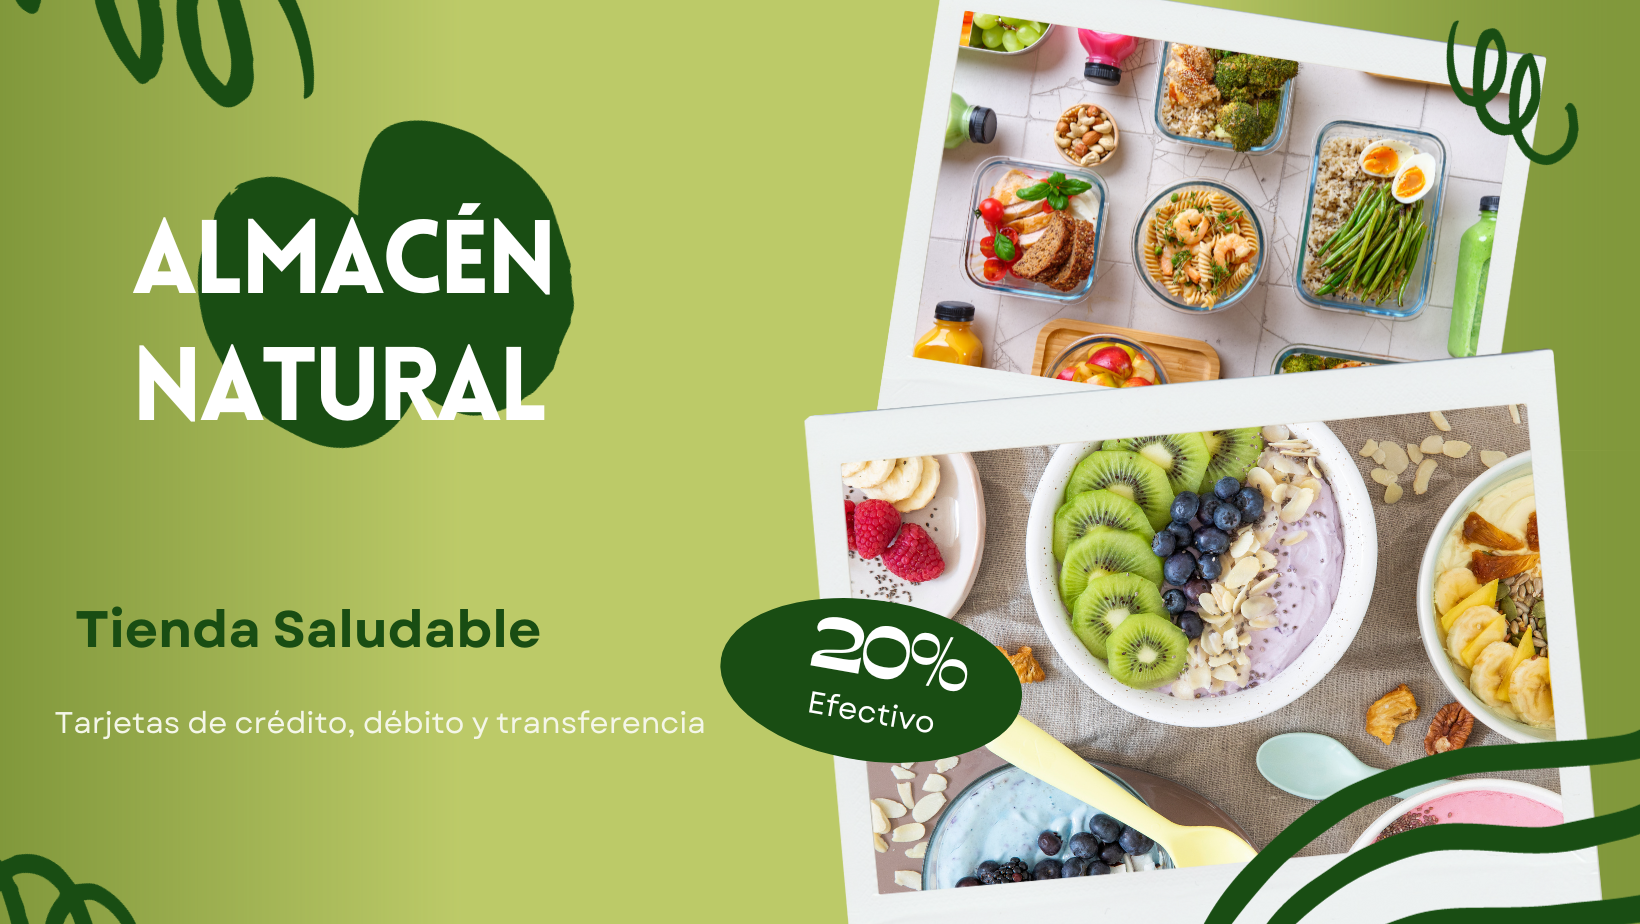 ALMACÉN
NATURAL
Tienda Saludable
Tarjetas de crédito, débito y transferencia
20%
Efectivo